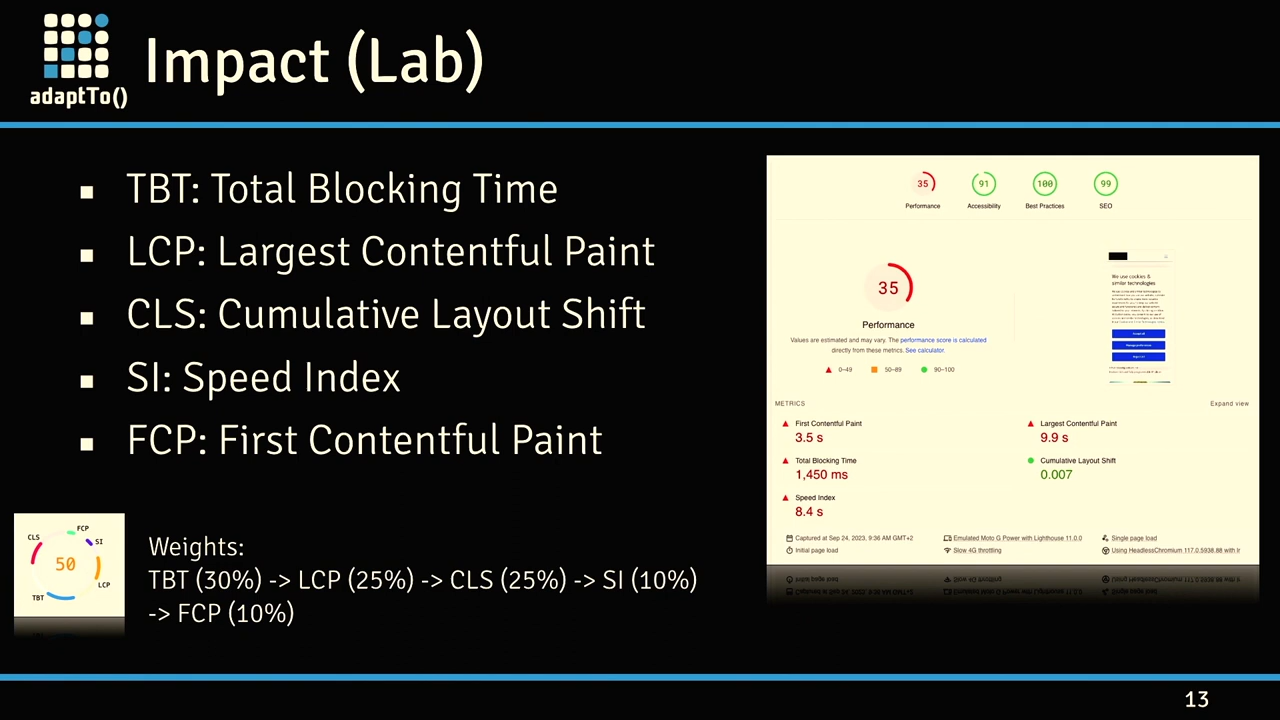 adaptTo()
Impact (Lab)
TBT: Total Blocking Time
LCP: Largest Contentful Paint
CLS: Cumulative Layout Shift
SI: Speed Index
FCP: First Contentful Paint
FCP
CLS
SI
50
LCP
TBT
Weights:
TBT (30%) -> LCP (25%) -> CLS (25%) -> SI (10%)
-> FCP (10%)
35 91 100 99
Performance Accessibility Best Practices SEO
35
Performance
Values are estimated and may vary. The performance score is calculated
directly from these metrics. See calculator.
0–49 50–89 90–100
We use cookies &
similar technologies
METRICS Expand view
First Contentful Paint
3.5 s
Largest Contentful Paint
9.9 s
Total Blocking Time
1,450 ms
Cumulative Layout Shift
0.007
Speed Index
8.4 s
Captured at Sep 24, 2023, 9:36 AM GMT+2 Emulated Moto G Power with Lighthouse 11.0.0 Single page load
Initial page load Slow 4G throttling Using HeadlessChromium 117.0.5938.88 with lr
13